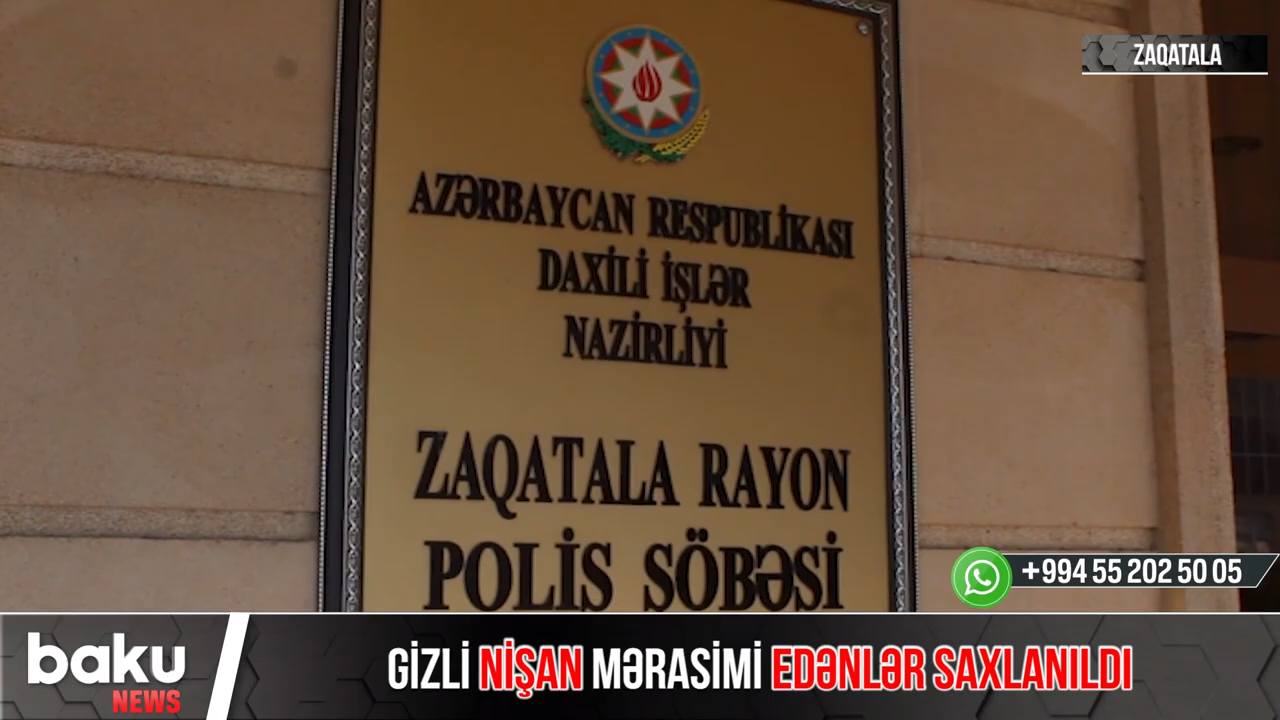 ZAQATALA
AZƏRBAYCAN RESPUBLİKASI
DAXİLİ İŞLƏR
NAZİRLİYİ
ZAQATALA RAYON
POLİS ŞÖBƏSİ
+994 55 202 50 05
baku
NEWS
GİZLİ NİŞAN MƏRASİMİ EDƏNLƏR SAXLANILDI